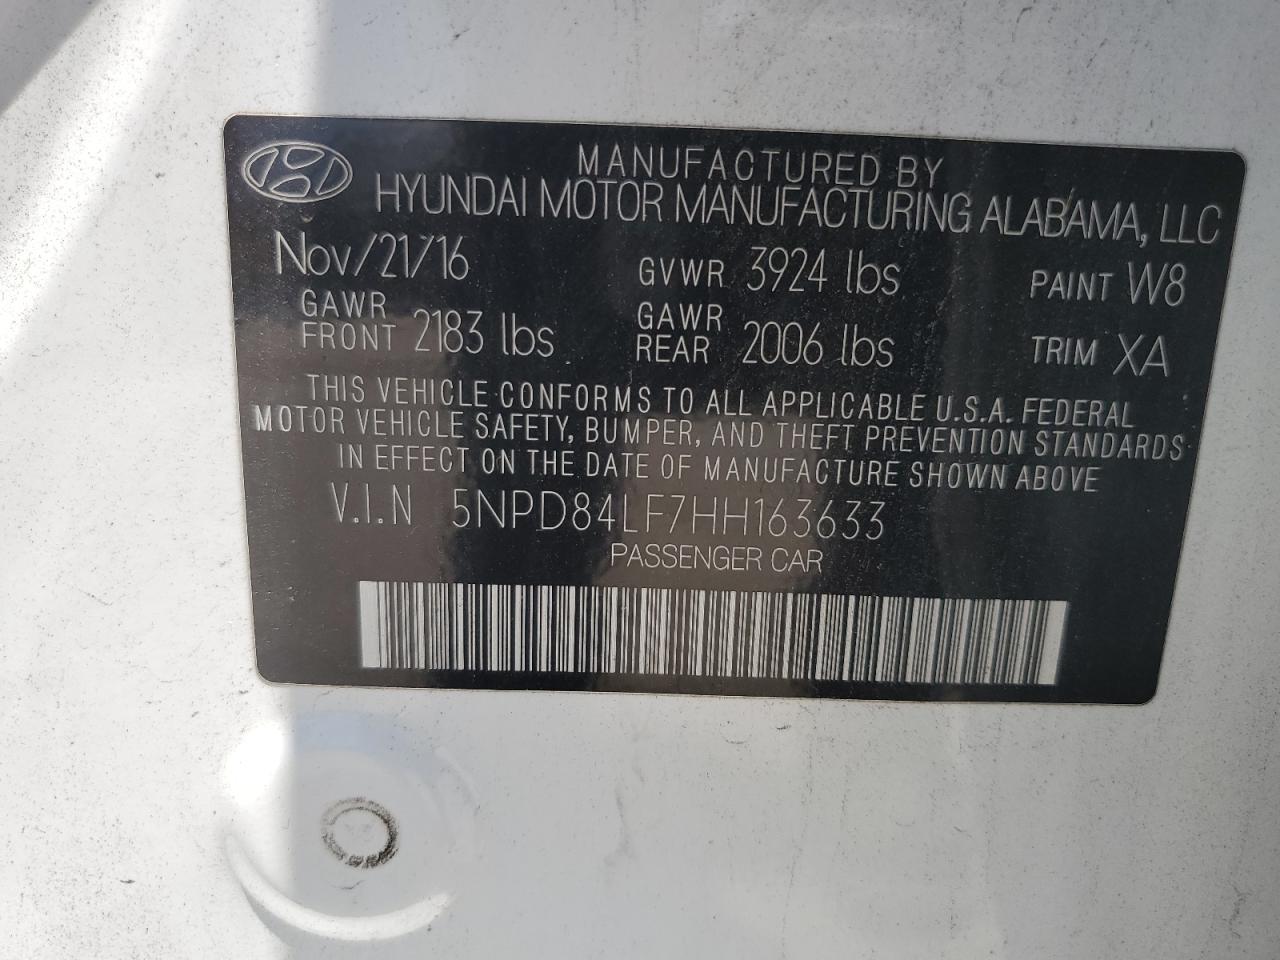 MANUFACTURED BY
HYUNDAI MOTOR MANUFACTURING ALABAMA, LLC
Nov/21/16 GVWR 3924 lbs PAINT W8
GAWR FRONT 2183 lbs GAWR REAR 2006 lbs TRIM XA
THIS VEHICLE CONFORMS TO ALL APPLICABLE U.S.A. FEDERAL
MOTOR VEHICLE SAFETY, BUMPER, AND THEFT PREVENTION STANDARDS
IN EFFECT ON THE DATE OF MANUFACTURE SHOWN ABOVE
V.I.N 5NPD84LF7HH163633
PASSENGER CAR